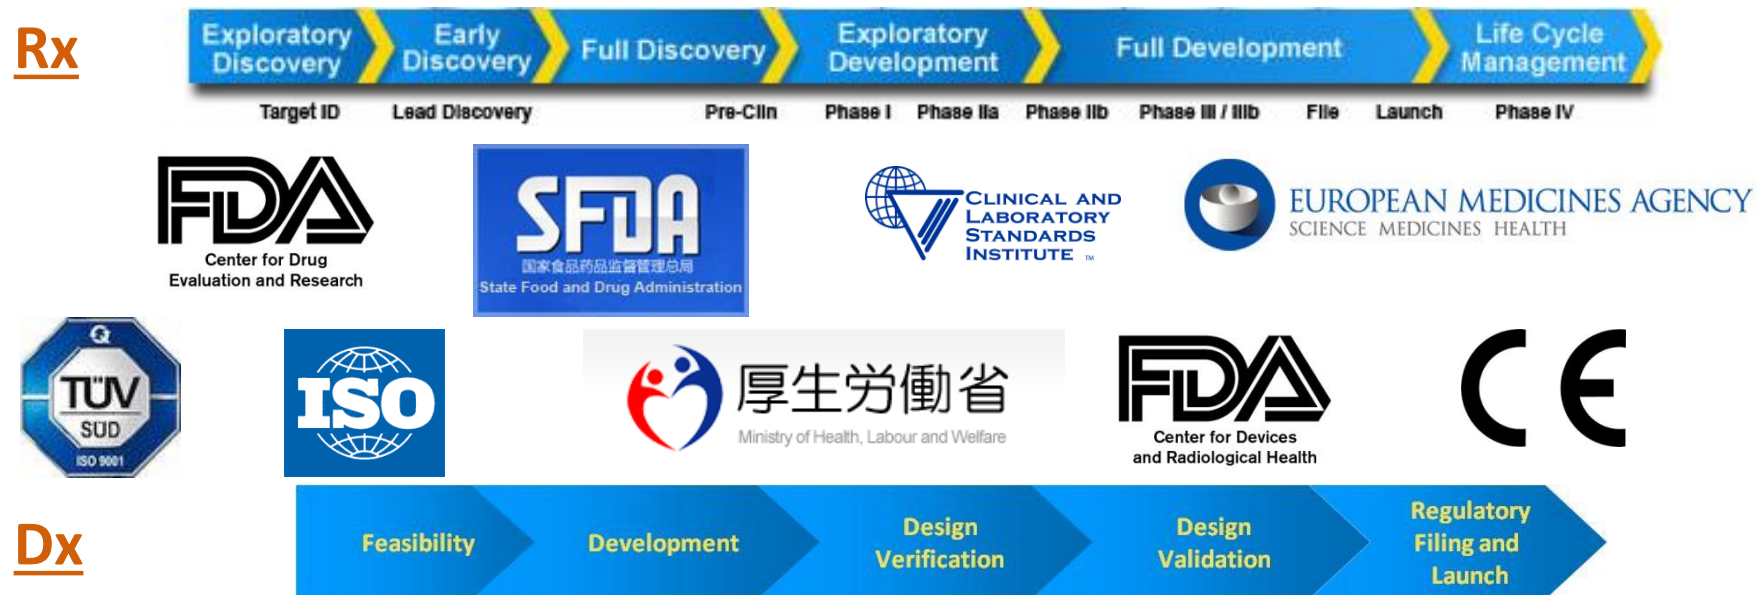 Rx
Exploratory
Discovery
Early
Discovery
Full Discovery
Exploratory
Development
Full Development
Life Cycle
Management
Target ID
Lead Discovery
Pre-Clin
Phase I
Phase IIa
Phase IIb
Phase III / IIIb
File
Launch
Phase IV
FDA
Center for Drug
Evaluation and Research
SFDA
国家食品药品监督管理总局
State Food and Drug Administration
CLINICAL AND
LABORATORY
STANDARDS
INSTITUTE TM
EUROPEAN MEDICINES AGENCY
SCIENCE MEDICINES HEALTH
Q
TÜV
SÜD
ISO 9001
ISO
厚生労働省
Ministry of Health, Labour and Welfare
FDA
Center for Devices
and Radiological Health
CE
Dx
Feasibility
Development
Design
Verification
Design
Validation
Regulatory
Filing and
Launch